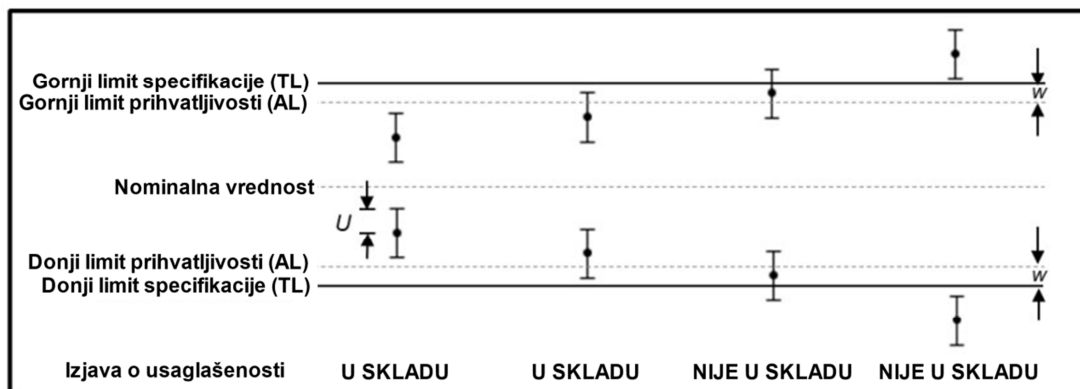 Gornji limit specifikacije (TL)
Gornji limit prihvatljivosti (AL)
w
Nominalna vrednost
U
Donji limit prihvatljivosti (AL)
w
Donji limit specifikacije (TL)
Izjava o usaglašenosti U SKLADU U SKLADU NIJE U SKLADU NIJE U SKLADU